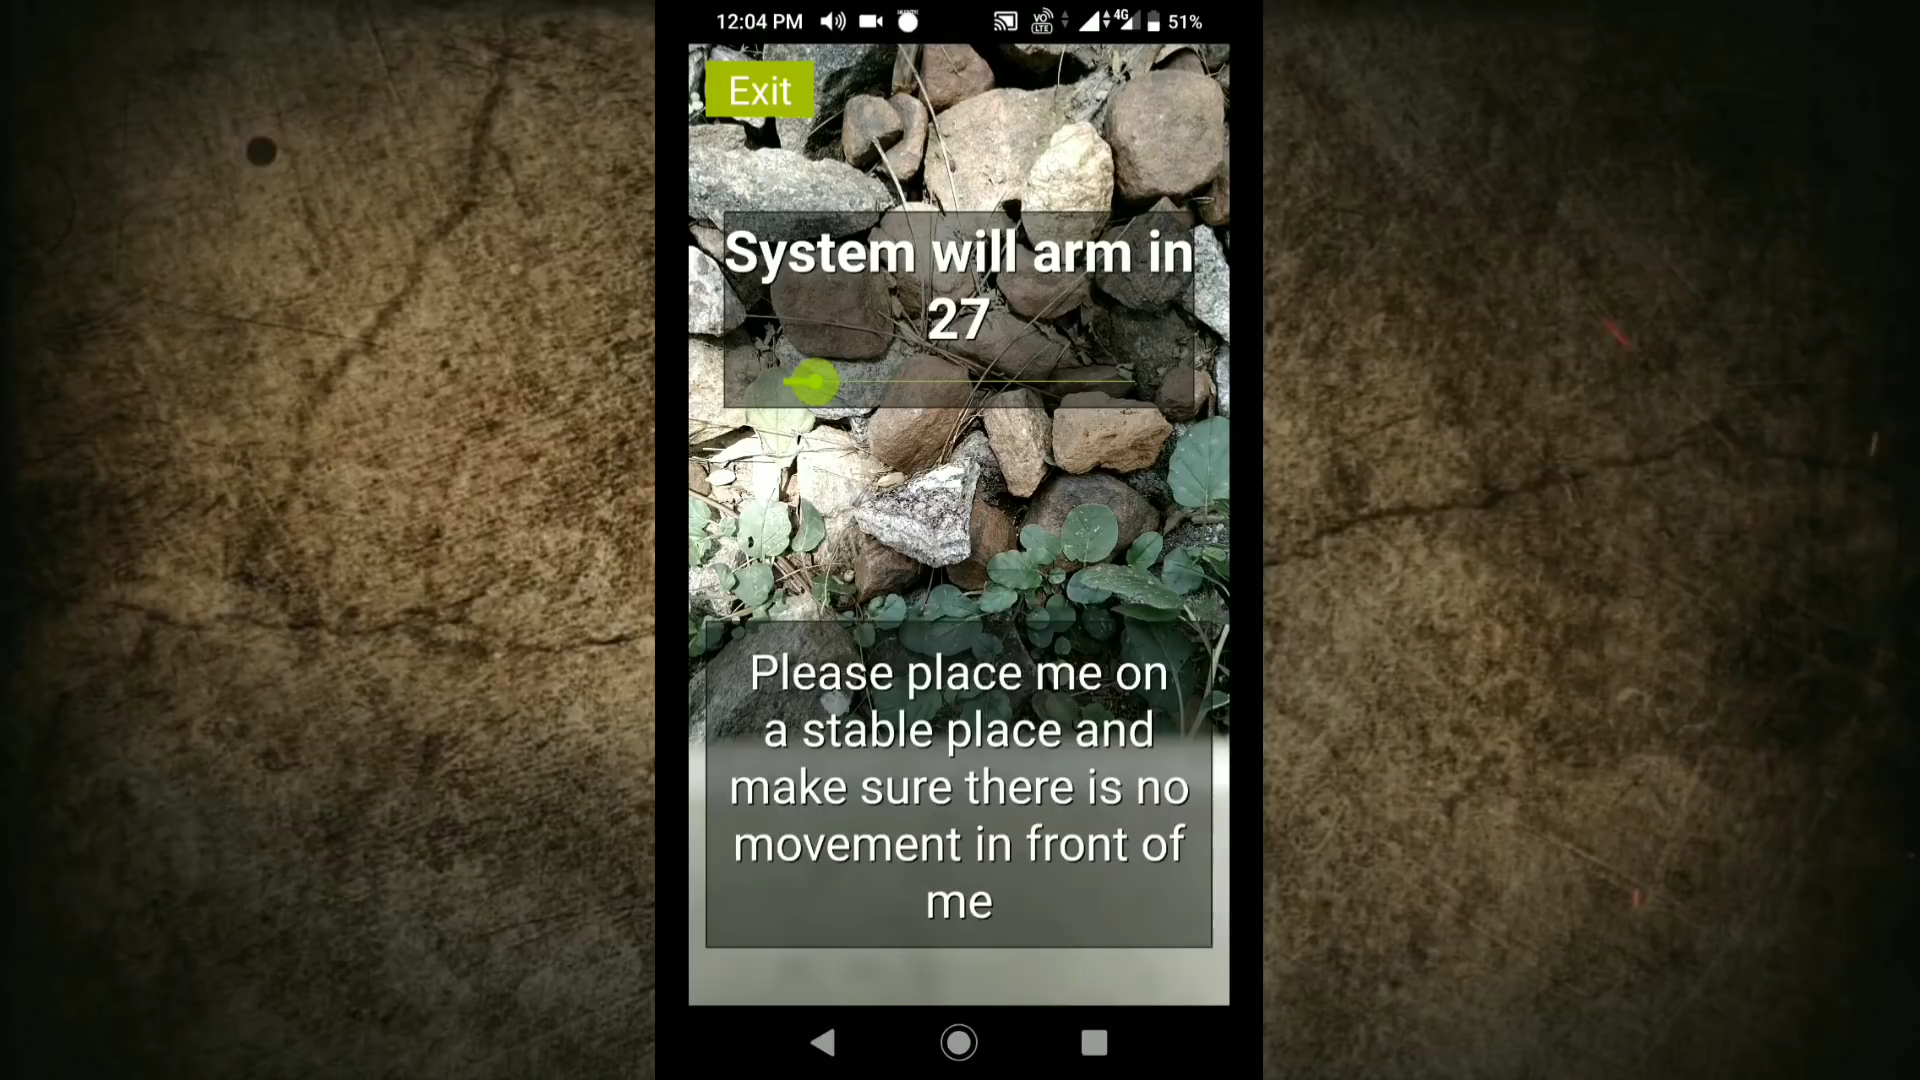 12:04 PM 4G 51%
Exit
System will arm in
27
Please place me on
a stable place and
make sure there is no
movement in front of
me